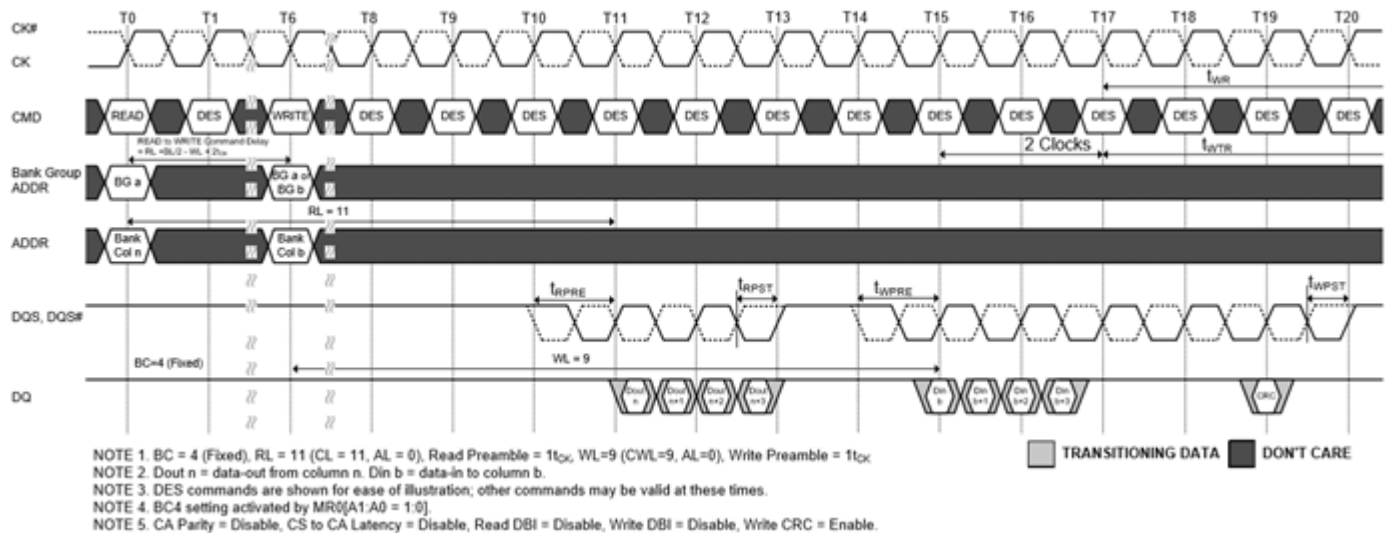 T0 T1 T6 T8 T9 T10 T11 T12 T13 T14 T15 T16 T17 T18 T19 T20
CK#
CK
tWR
CMD READ DES WRITE DES DES DES DES DES DES DES DES DES DES DES DES DES
READ to WRITE Command Delay
= RL +BL/2 - WL + 2tCK
2 Clocks
tWTR
Bank Group
ADDR
BG a
BG a or
BG b
RL = 11
ADDR
Bank
Col n
Bank
Col b
tRPRE tRPST tWPRE tWPST
DQS, DQS#
BC=4 (Fixed)
WL = 9
DQ
Dout
n
Dout
n+1
Dout
n+2
Dout
n+3
Din
b
Din
b+1
Din
b+2
Din
b+3
CRC
NOTE 1. BC = 4 (Fixed), RL = 11 (CL = 11, AL = 0), Read Preamble = 1tCK, WL=9 (CWL=9, AL=0), Write Preamble = 1tCK
NOTE 2. Dout n = data-out from column n. Din b = data-in to column b.
NOTE 3. DES commands are shown for ease of illustration; other commands may be valid at these times.
NOTE 4. BC4 setting activated by MR0[A1:A0 = 1:0].
NOTE 5. CA Parity = Disable, CS to CA Latency = Disable, Read DBI = Disable, Write DBI = Disable, Write CRC = Enable.
TRANSITIONING DATA
DON'T CARE